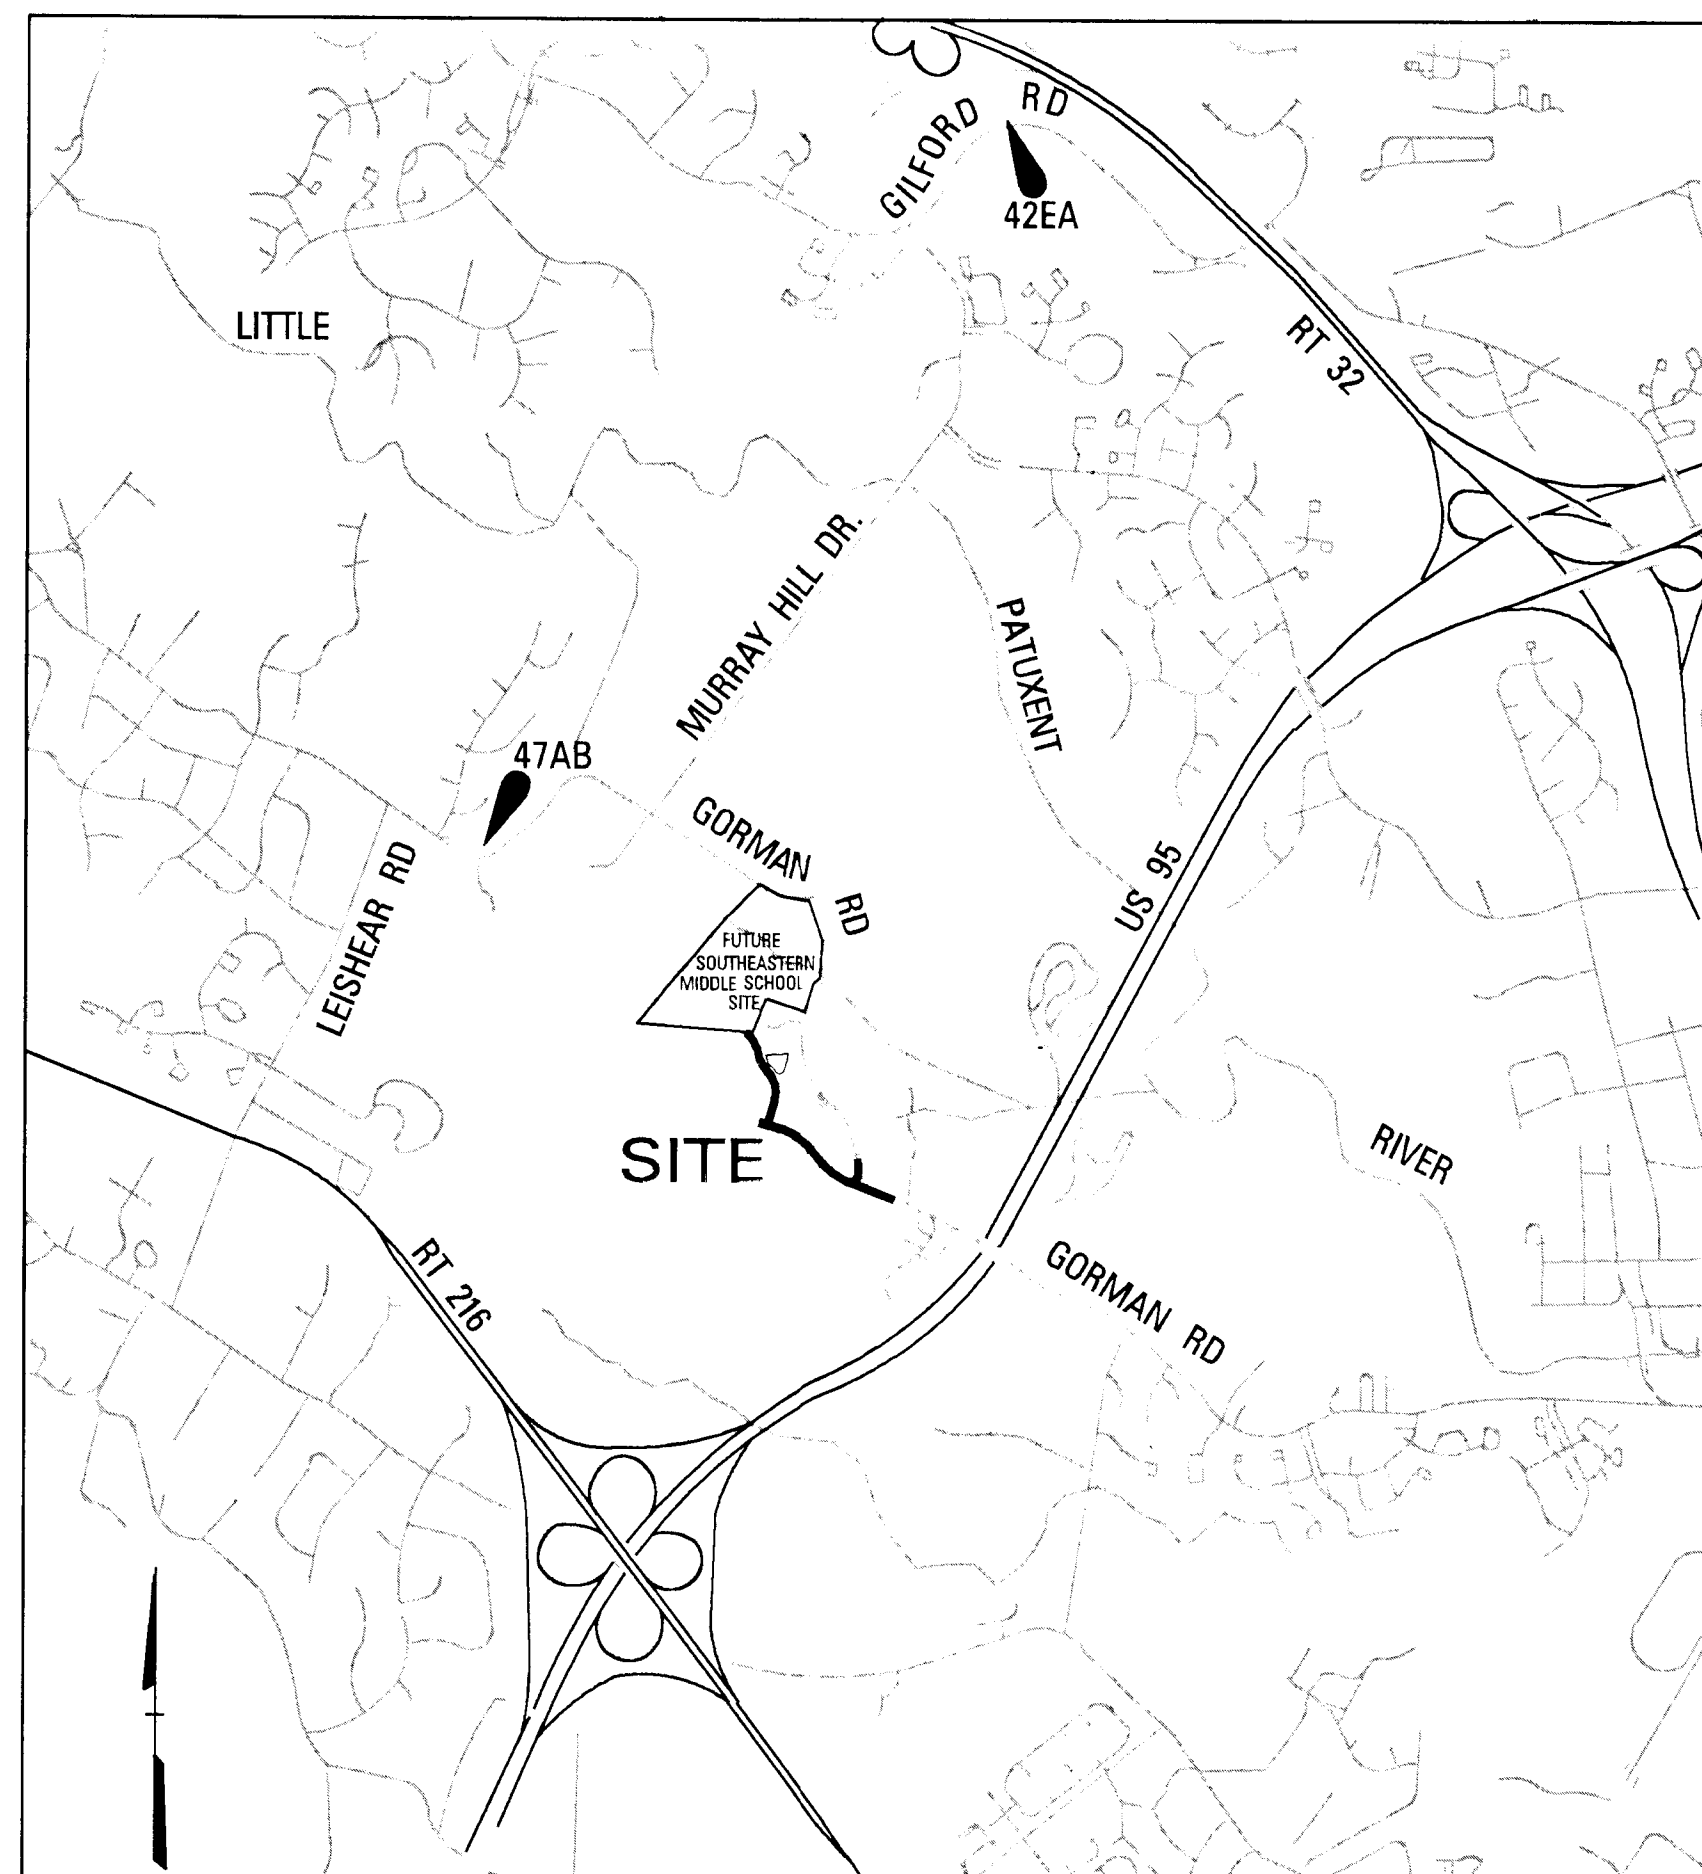 GILFORD RD
42EA
LITTLE
RT 32
MURRAY HILL DR.
PATUXENT
47AB
GORMAN RD
US 95
LEISHEAR RD
FUTURE
SOUTHEASTERN
MIDDLE SCHOOL
SITE
SITE
RIVER
RT 216
GORMAN RD